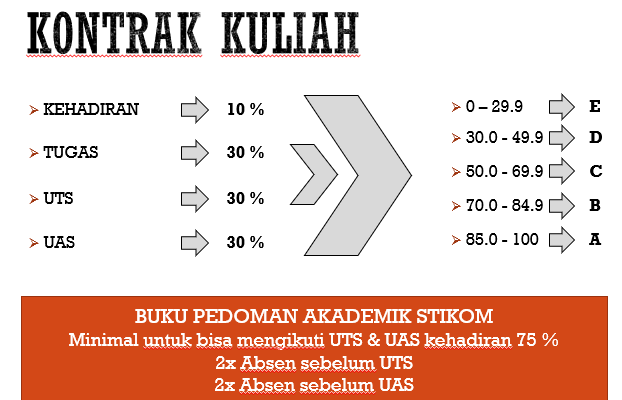 KONTRAK KULIAH
KEHADIRAN 10 %
TUGAS 30 %
UTS 30 %
UAS 30 %
0 – 29.9 E
30.0 - 49.9 D
50.0 - 69.9 C
70.0 - 84.9 B
85.0 - 100 A
BUKU PEDOMAN AKADEMIK STIKOM
Minimal untuk bisa mengikuti UTS & UAS kehadiran 75 %
2x Absen sebelum UTS
2x Absen sebelum UAS